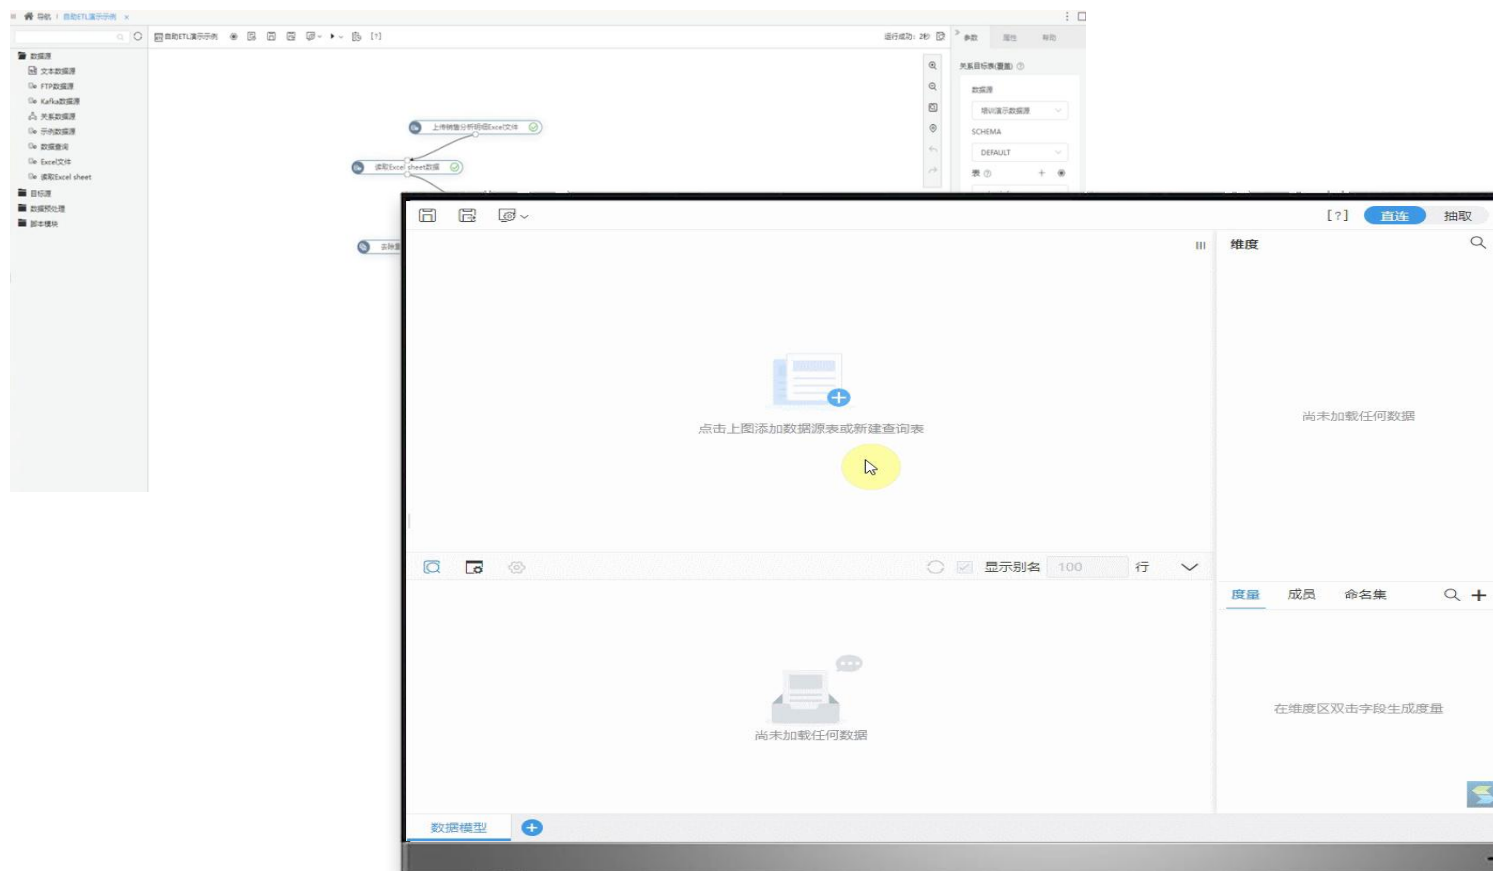 导航 | 自助ETL演示示例 ×
自助ETL演示示例
[?]
运行成功: 2秒
参数
属性
帮助
数据源
文本数据源
FTP数据源
Kafka数据源
关系数据源
示例数据源
数据查询
Excel文件
读取Excel sheet
目标源
数据预处理
脚本模块
上传销售分析明细Excel文件
读取Excel sheet数据
去除重
关系目标表(覆盖)
数据源
培训演示数据源
SCHEMA
DEFAULT
表
[?]
直连
抽取
维度
点击上图添加数据源表或新建查询表
尚未加载任何数据
显示别名
100
行
度量
成员
命名集
尚未加载任何数据
在维度区双击字段生成度量
数据模型